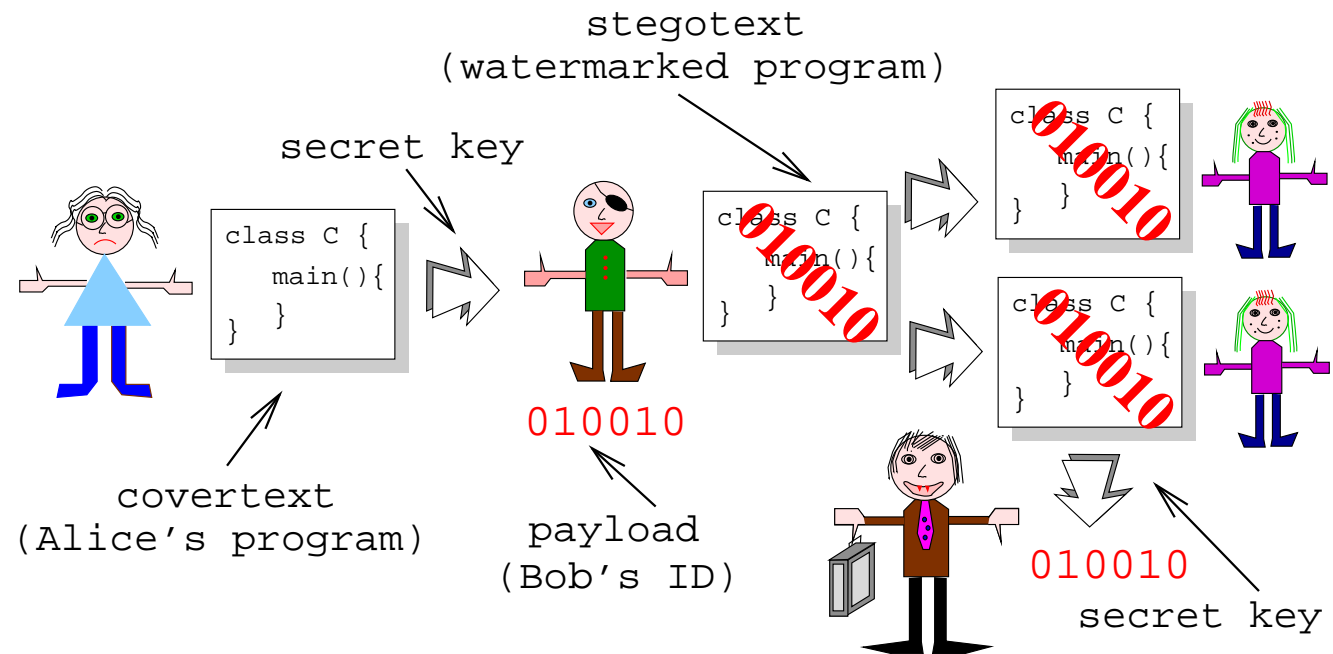 stegotext
(watermarked program)
secret key
class C {
main(){
}
}
010010
covertext
(Alice's program)
010010
payload
(Bob's ID)
class C {
main(){
}
}
010010
class C {
main(){
}
}
010010
class C {
main(){
}
}
010010
010010
secret key